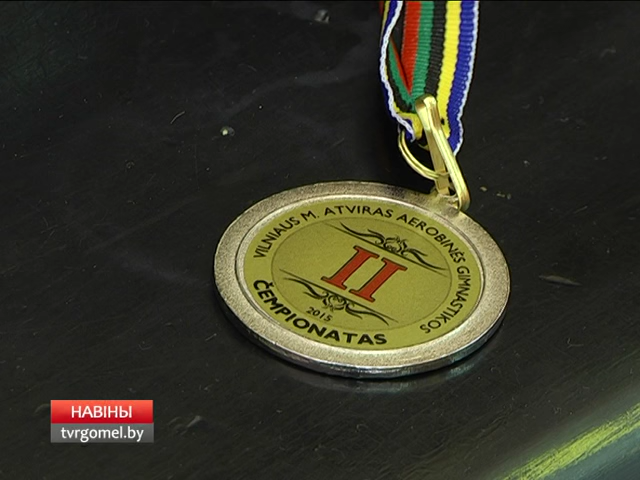 VILNIAUS M. ATVIRAS AEROBINĖS GIMNASTIKOS
II
2015
ČEMPIONATAS
НАВІНЫ
tvrgomel.by